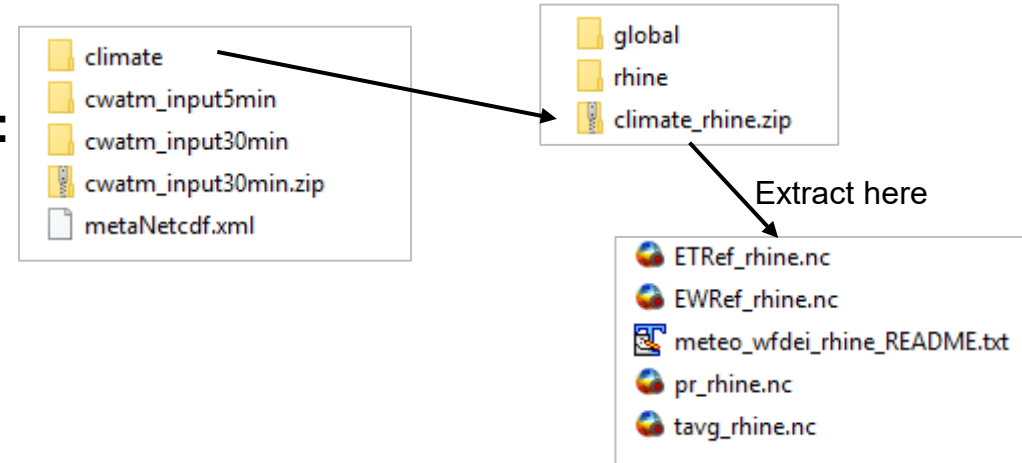 :
climate
cwatm_input5min
cwatm_input30min
cwatm_input30min.zip
metaNetcdf.xml
global
rhine
climate_rhine.zip
Extract here
ETRef_rhine.nc
EWRef_rhine.nc
meteo_wfdei_rhine_README.txt
pr_rhine.nc
tavg_rhine.nc